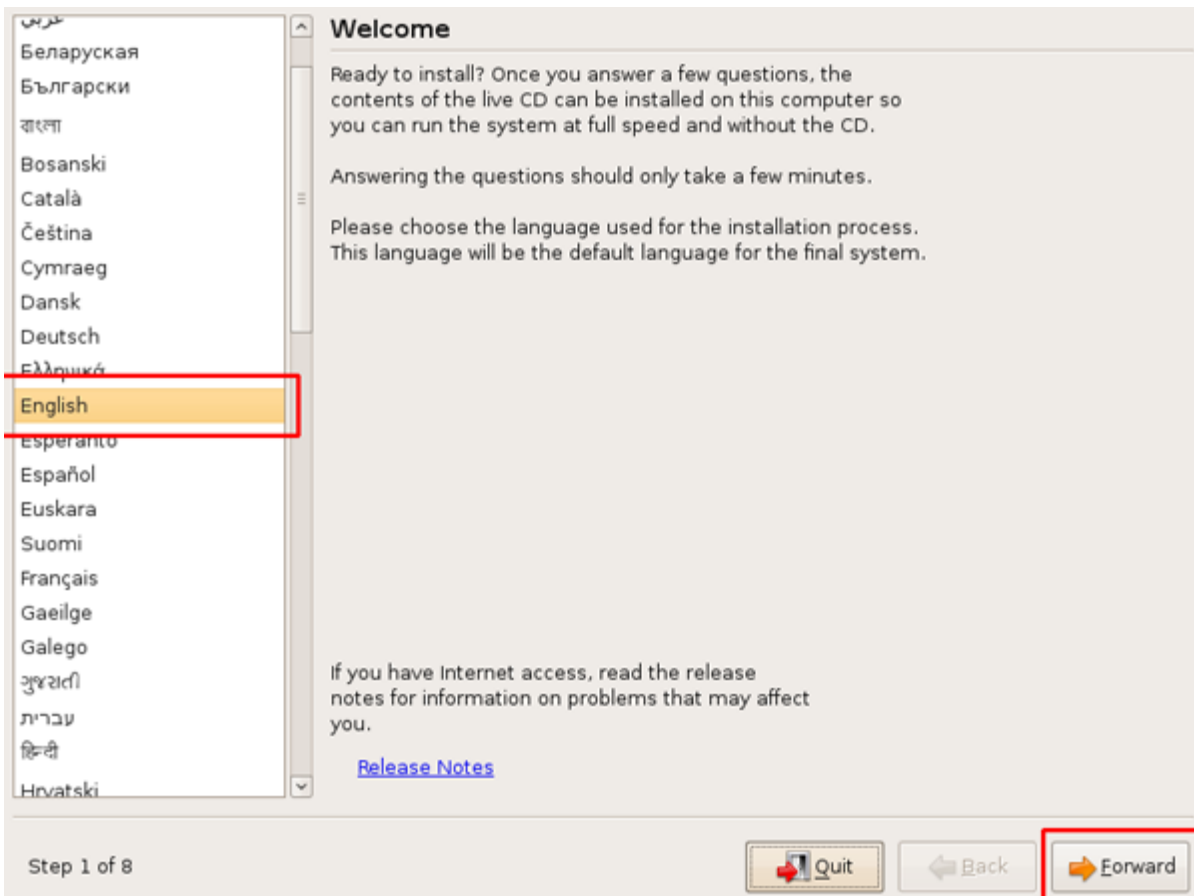 عربي
Беларуская
Български
বাংলা
Bosanski
Català
Čeština
Cymraeg
Dansk
Deutsch
Ελληνικά
English
Esperanto
Español
Euskara
Suomi
Français
Gaeilge
Galego
ગુજરાતી
עברית
हिन्दी
Hrvatski
Welcome
Ready to install? Once you answer a few questions, the
contents of the live CD can be installed on this computer so
you can run the system at full speed and without the CD.
Answering the questions should only take a few minutes.
Please choose the language used for the installation process.
This language will be the default language for the final system.
If you have Internet access, read the release
notes for information on problems that may affect
you.
Release Notes
Step 1 of 8
Quit
Back
Forward